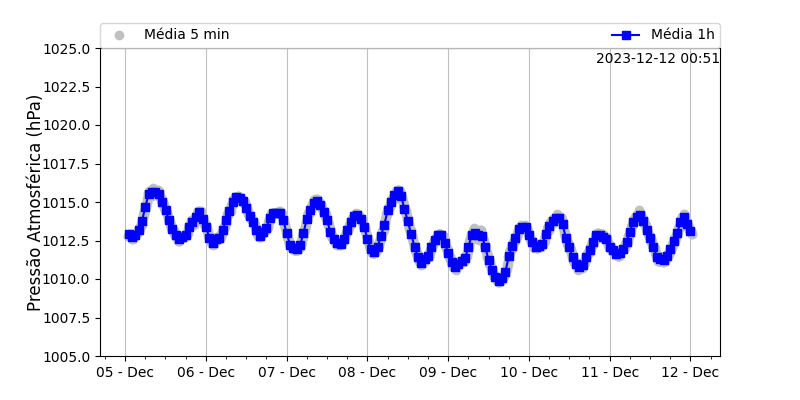 Média 5 min
Média 1h
2023-12-12 00:51
Pressão Atmosférica (hPa)
1025.0
1022.5
1020.0
1017.5
1015.0
1012.5
1010.0
1007.5
1005.0
05 - Dec
06 - Dec
07 - Dec
08 - Dec
09 - Dec
10 - Dec
11 - Dec
12 - Dec